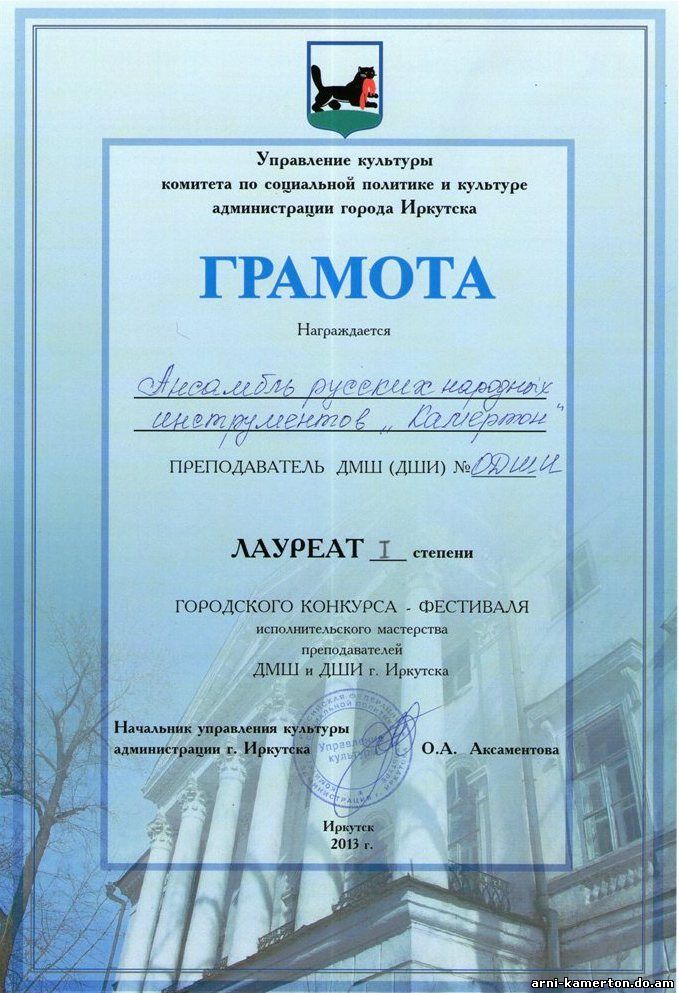 Управление культуры
комитета по социальной политике и культуре
администрации города Иркутска
ГРАМОТА
Награждается
Ансамбль русских народных
инструментов „Камертон"
ПРЕПОДАВАТЕЛЬ ДМШ (ДШИ) № ОДШИ
ЛАУРЕАТ I степени
ГОРОДСКОГО КОНКУРСА - ФЕСТИВАЛЯ
исполнительского мастерства
преподавателей
ДМШ и ДШИ г. Иркутска
Начальник управления культуры
администрации г. Иркутска О.А. Аксаментова
Управление
культуры
Иркутск
2013 г.
arni-kamerton.do.am